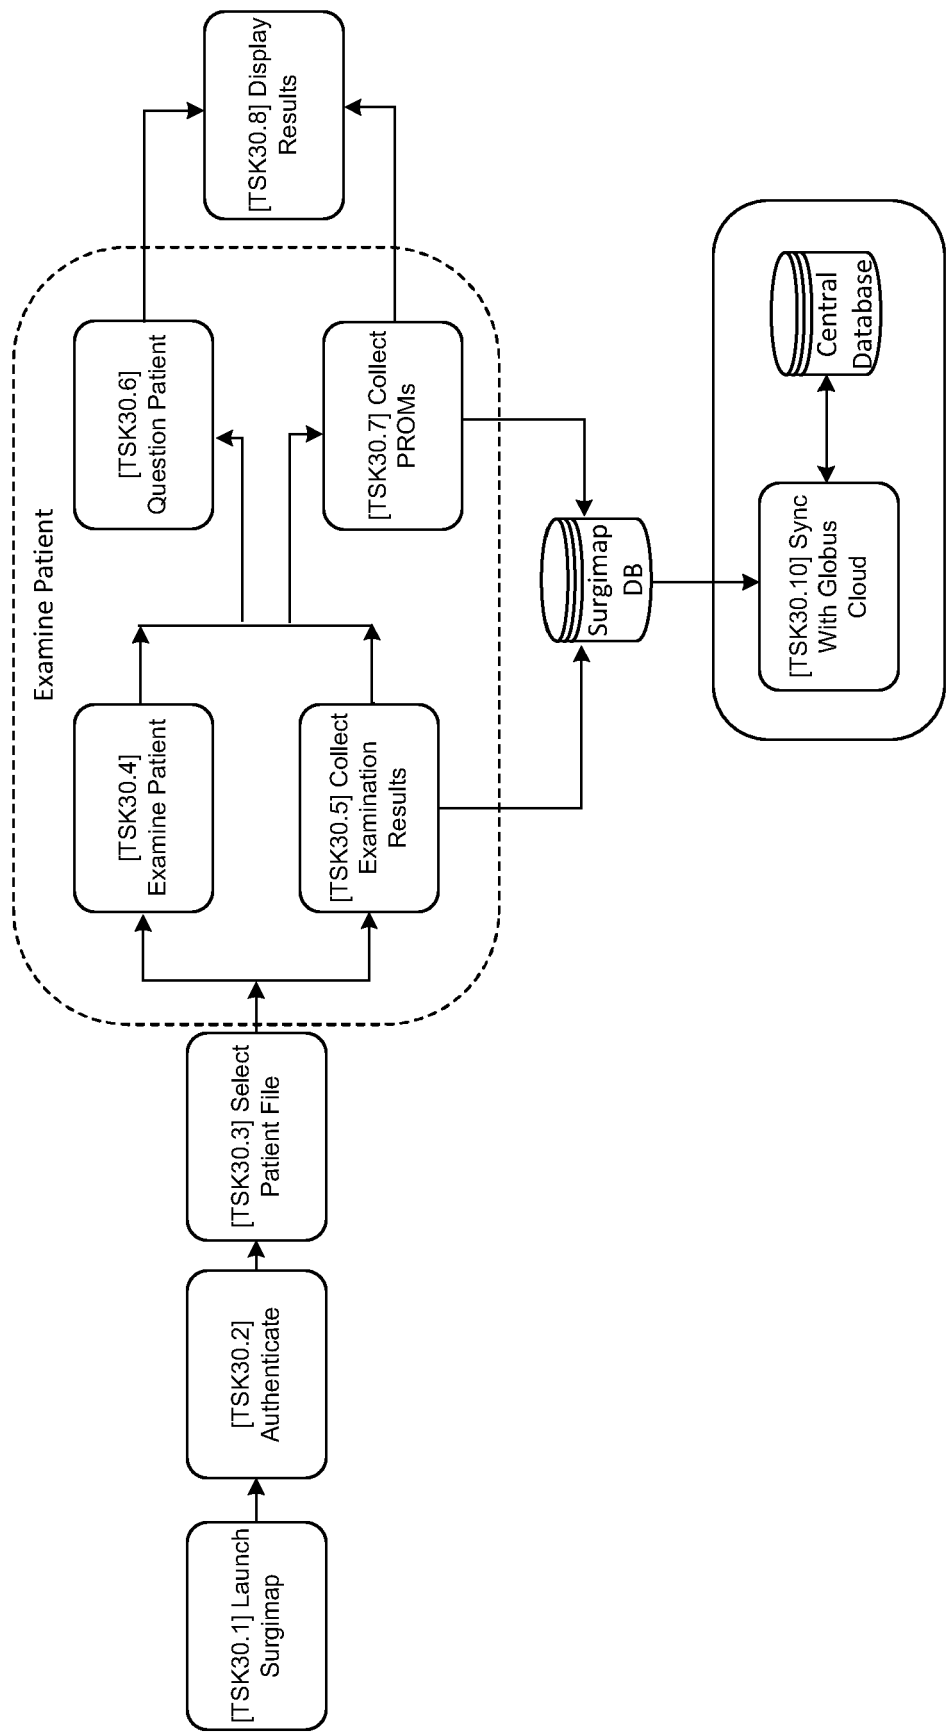 [TSK30.1] Launch
Surgimap
[TSK30.2]
Authenticate
[TSK30.3] Select
Patient File
Examine Patient
[TSK30.4]
Examine Patient
[TSK30.5] Collect
Examination
Results
[TSK30.6]
Question Patient
[TSK30.7] Collect
PROMs
[TSK30.8] Display
Results
Surgimap
DB
[TSK30.10] Sync
With Globus
Cloud
Central
Database